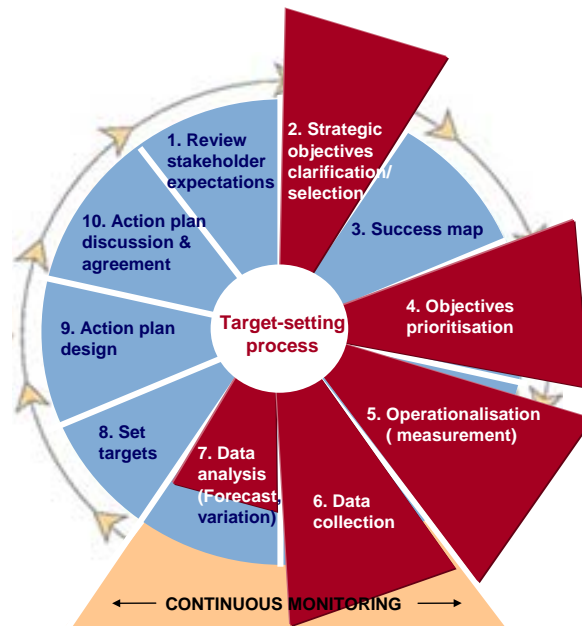 1. Review
stakeholder
expectations
2. Strategic
objectives
clarification/
selection
3. Success map
4. Objectives
prioritisation
5. Operationalisation
( measurement)
6. Data
collection
7. Data
analysis
(Forecast,
variation)
8. Set
targets
9. Action plan
design
10. Action plan
discussion &
agreement
Target-setting
process
CONTINUOUS MONITORING